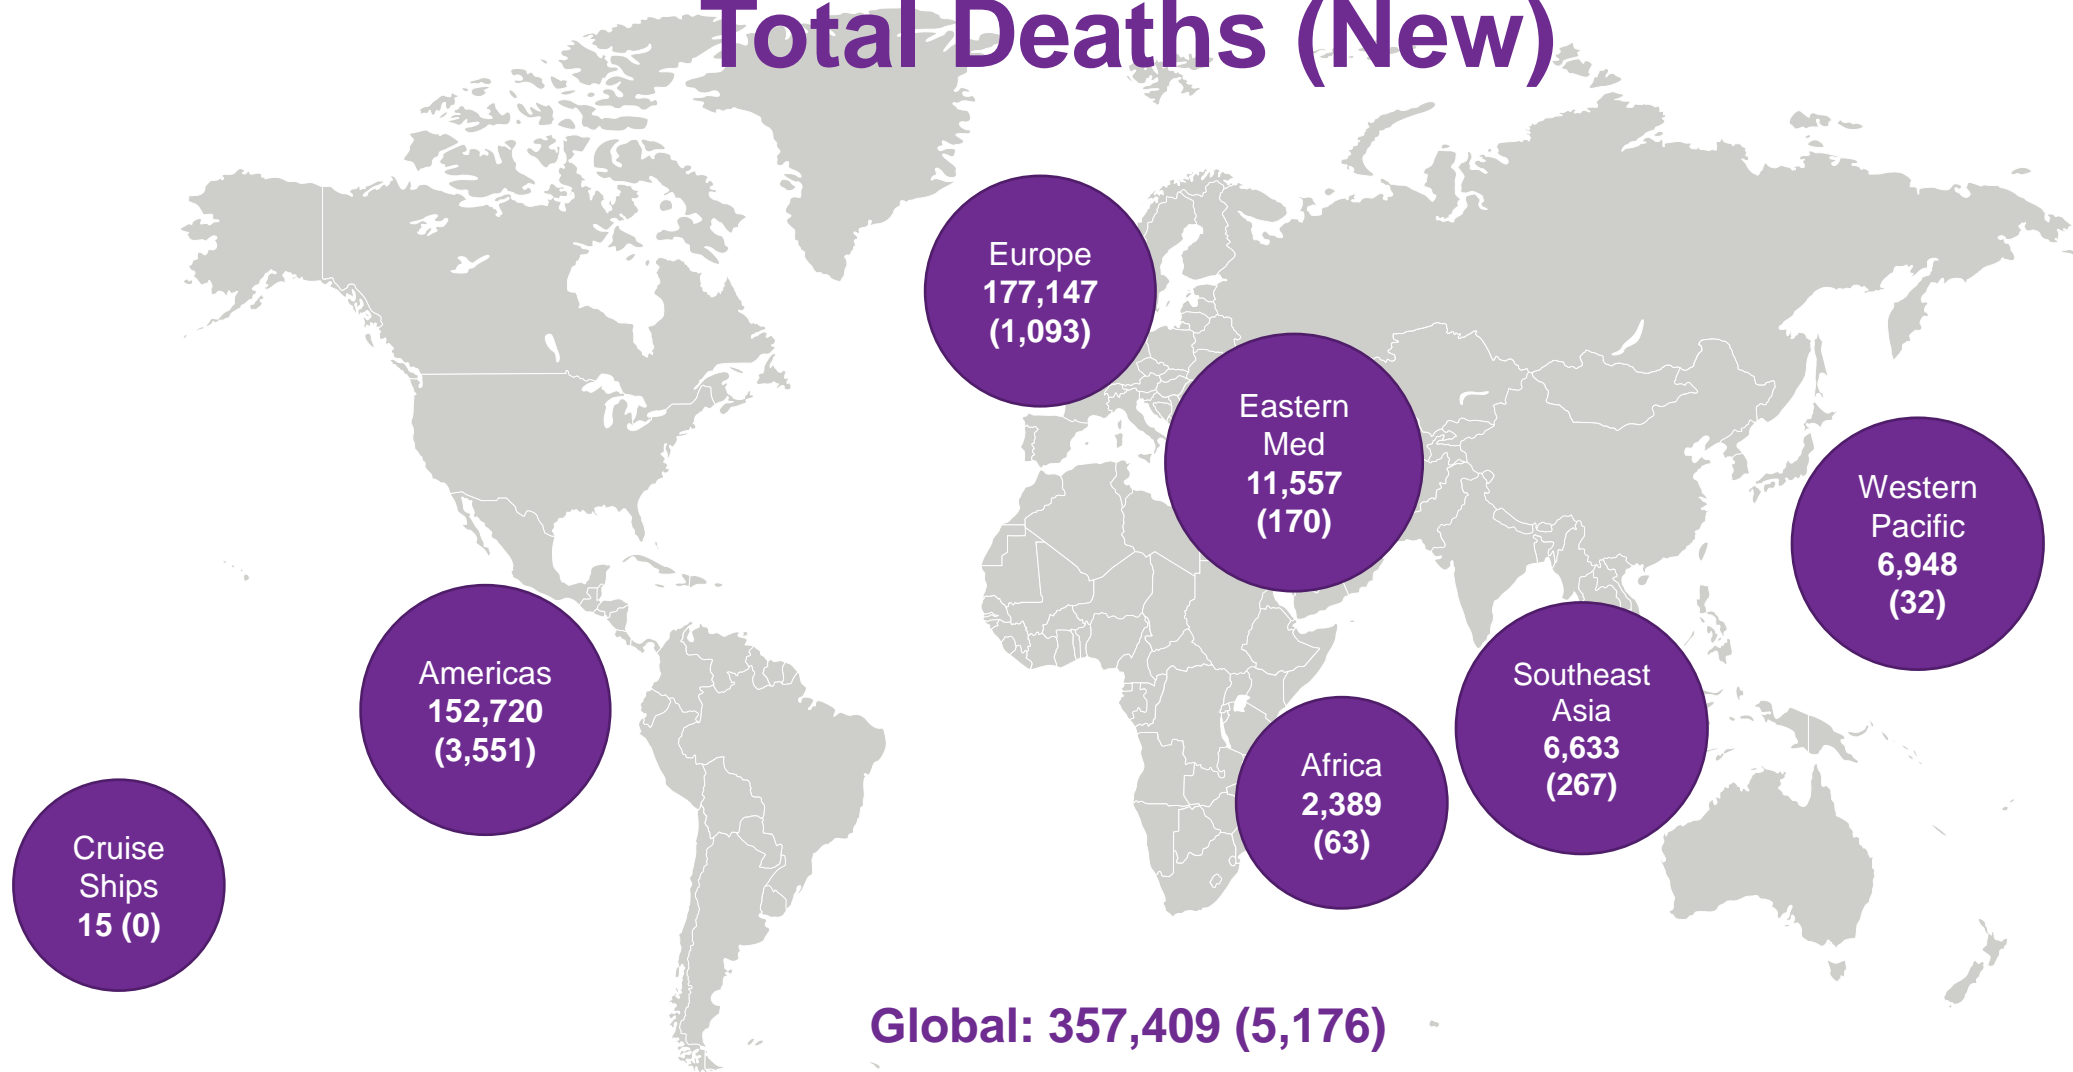 Total Deaths (New)
Europe
177,147
(1,093)
Eastern
Med
11,557
(170)
Western
Pacific
6,948
(32)
Americas
152,720
(3,551)
Southeast
Asia
6,633
(267)
Africa
2,389
(63)
Cruise
Ships
15 (0)
Global: 357,409 (5,176)